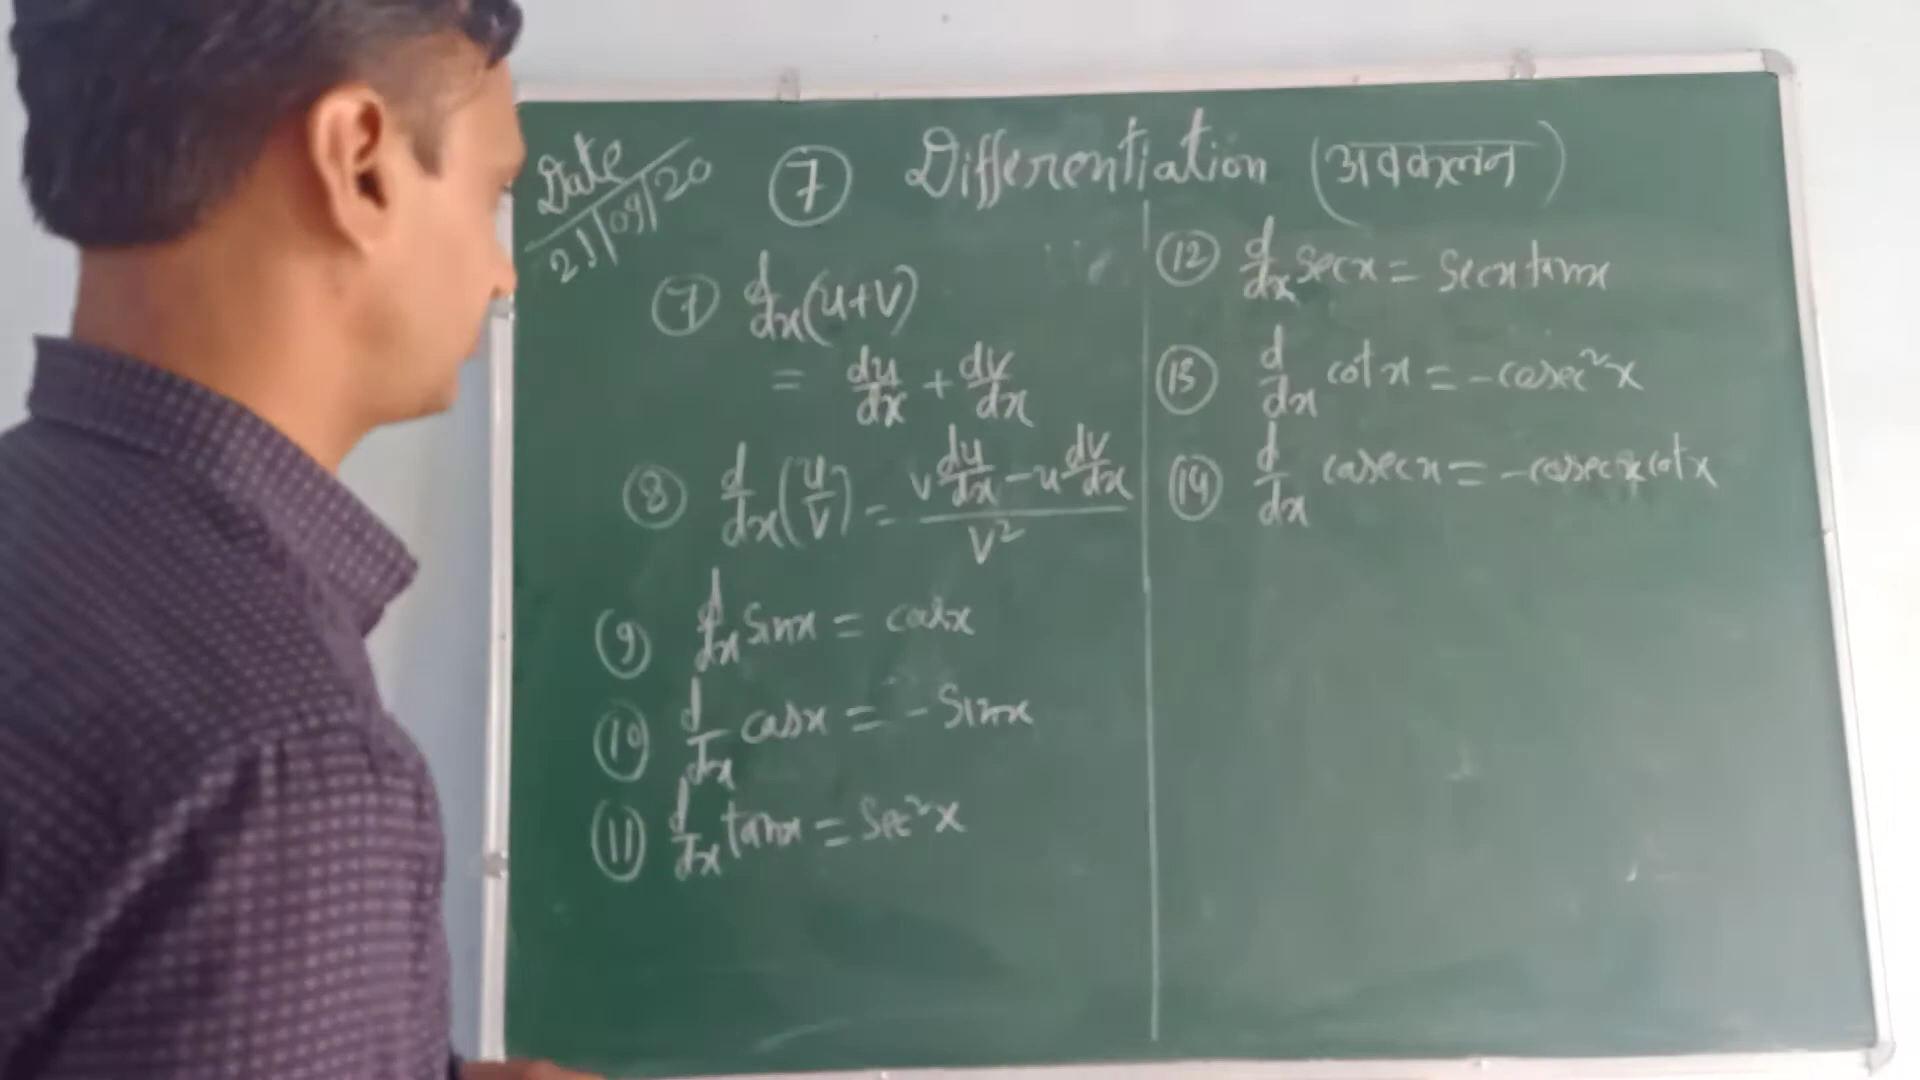 Date
21/09/20
⑦ Differentiation (अवकलन)
⑦ d/dx (u+v)
= du/dx + dv/dx
⑧ d/dx (u/v) = (v du/dx - u dv/dx) / v²
⑨ d/dx sinx = cosx
⑩ d/dx cosx = - sinx
⑪ d/dx tanx = sec²x
⑫ d/dx secx = secx tanx
⑬ d/dx cotx = -cosec²x
⑭ d/dx cosecx = -cosecx cotx